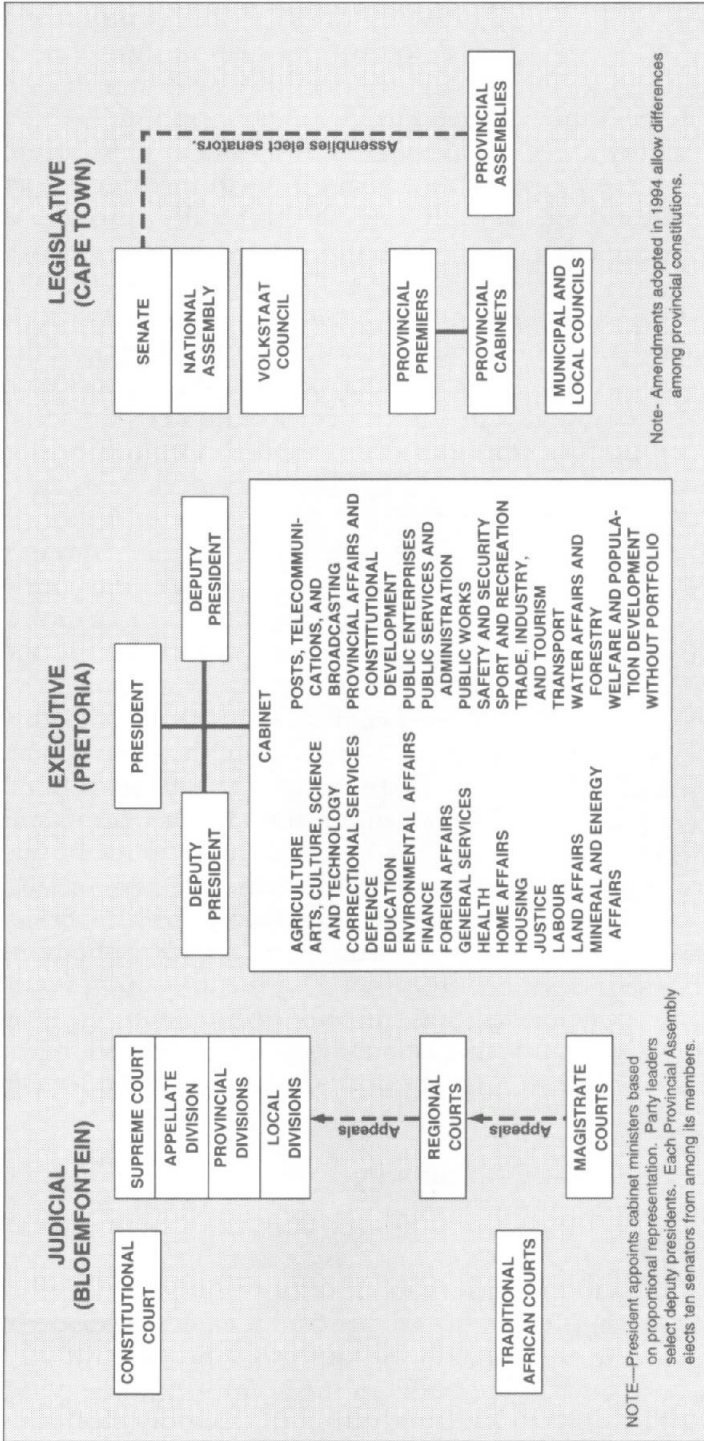 JUDICIAL
(BLOEMFONTEIN)
CONSTITUTIONAL
COURT
SUPREME COURT
APPELLATE
DIVISION
PROVINCIAL
DIVISIONS
LOCAL
DIVISIONS
Appeals
REGIONAL
COURTS
Appeals
MAGISTRATE
COURTS
TRADITIONAL
AFRICAN COURTS
NOTE—President appoints cabinet ministers based
on proportional representation. Party leaders
select deputy presidents. Each Provincial Assembly
elects ten senators from among its members.
EXECUTIVE
(PRETORIA)
PRESIDENT
DEPUTY
PRESIDENT
DEPUTY
PRESIDENT
CABINET
AGRICULTURE
ARTS, CULTURE, SCIENCE
AND TECHNOLOGY
CORRECTIONAL SERVICES
DEFENCE
EDUCATION
ENVIRONMENTAL AFFAIRS
FINANCE
FOREIGN AFFAIRS
GENERAL SERVICES
HEALTH
HOME AFFAIRS
HOUSING
JUSTICE
LABOUR
LAND AFFAIRS
MINERAL AND ENERGY
AFFAIRS
POSTS, TELECOMMUNI-
CATIONS, AND
BROADCASTING
PROVINCIAL AFFAIRS AND
CONSTITUTIONAL
DEVELOPMENT
PUBLIC ENTERPRISES
PUBLIC SERVICES AND
ADMINISTRATION
PUBLIC WORKS
SAFETY AND SECURITY
SPORT AND RECREATION
TRADE, INDUSTRY,
AND TOURISM
TRANSPORT
WATER AFFAIRS AND
FORESTRY
WELFARE AND POPULA-
TION DEVELOPMENT
WITHOUT PORTFOLIO
LEGISLATIVE
(CAPE TOWN)
SENATE
NATIONAL
ASSEMBLY
VOLKSTAAT
COUNCIL
Assemblies elect senators.
PROVINCIAL
PREMIERS
PROVINCIAL
CABINETS
PROVINCIAL
ASSEMBLIES
MUNICIPAL AND
LOCAL COUNCILS
Note- Amendments adopted in 1994 allow differences
among provincial constitutions.